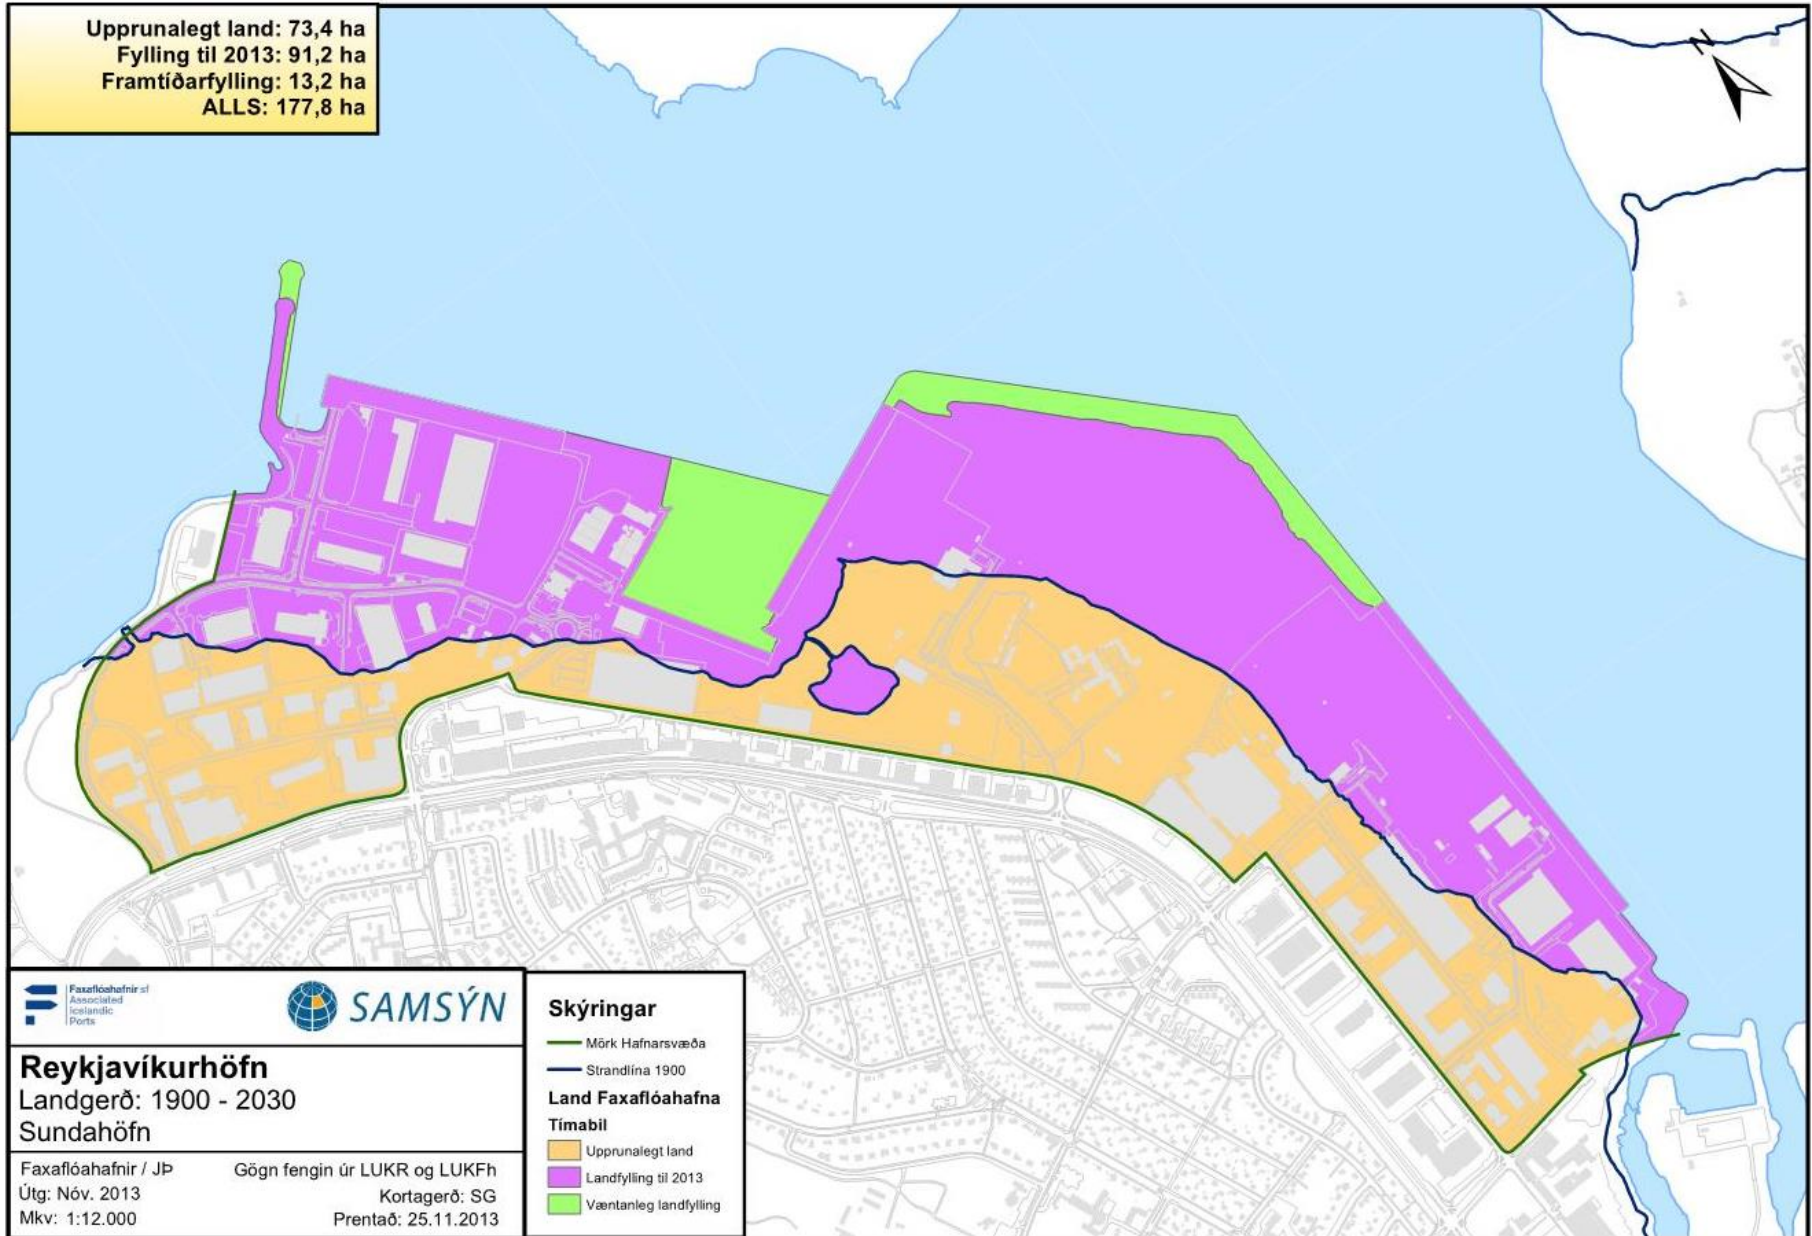 Upprunalegt land: 73,4 ha
Fylling til 2013: 91,2 ha
Framtíðarfylling: 13,2 ha
ALLS: 177,8 ha
N
Faxaflóahafnir sf
Associated
Icelandic
Ports
SAMSÝN
Reykjavíkurhöfn
Landgerð: 1900 - 2030
Sundahöfn
Faxaflóahafnir / JÞ
Útg: Nóv. 2013
Mkv: 1:12.000
Gögn fengin úr LUKR og LUKFh
Kortagerð: SG
Prentað: 25.11.2013
Skýringar
Mörk Hafnarsvæða
Strandlína 1900
Land Faxaflóahafna
Tímabil
Upprunalegt land
Landfylling til 2013
Væntanleg landfylling